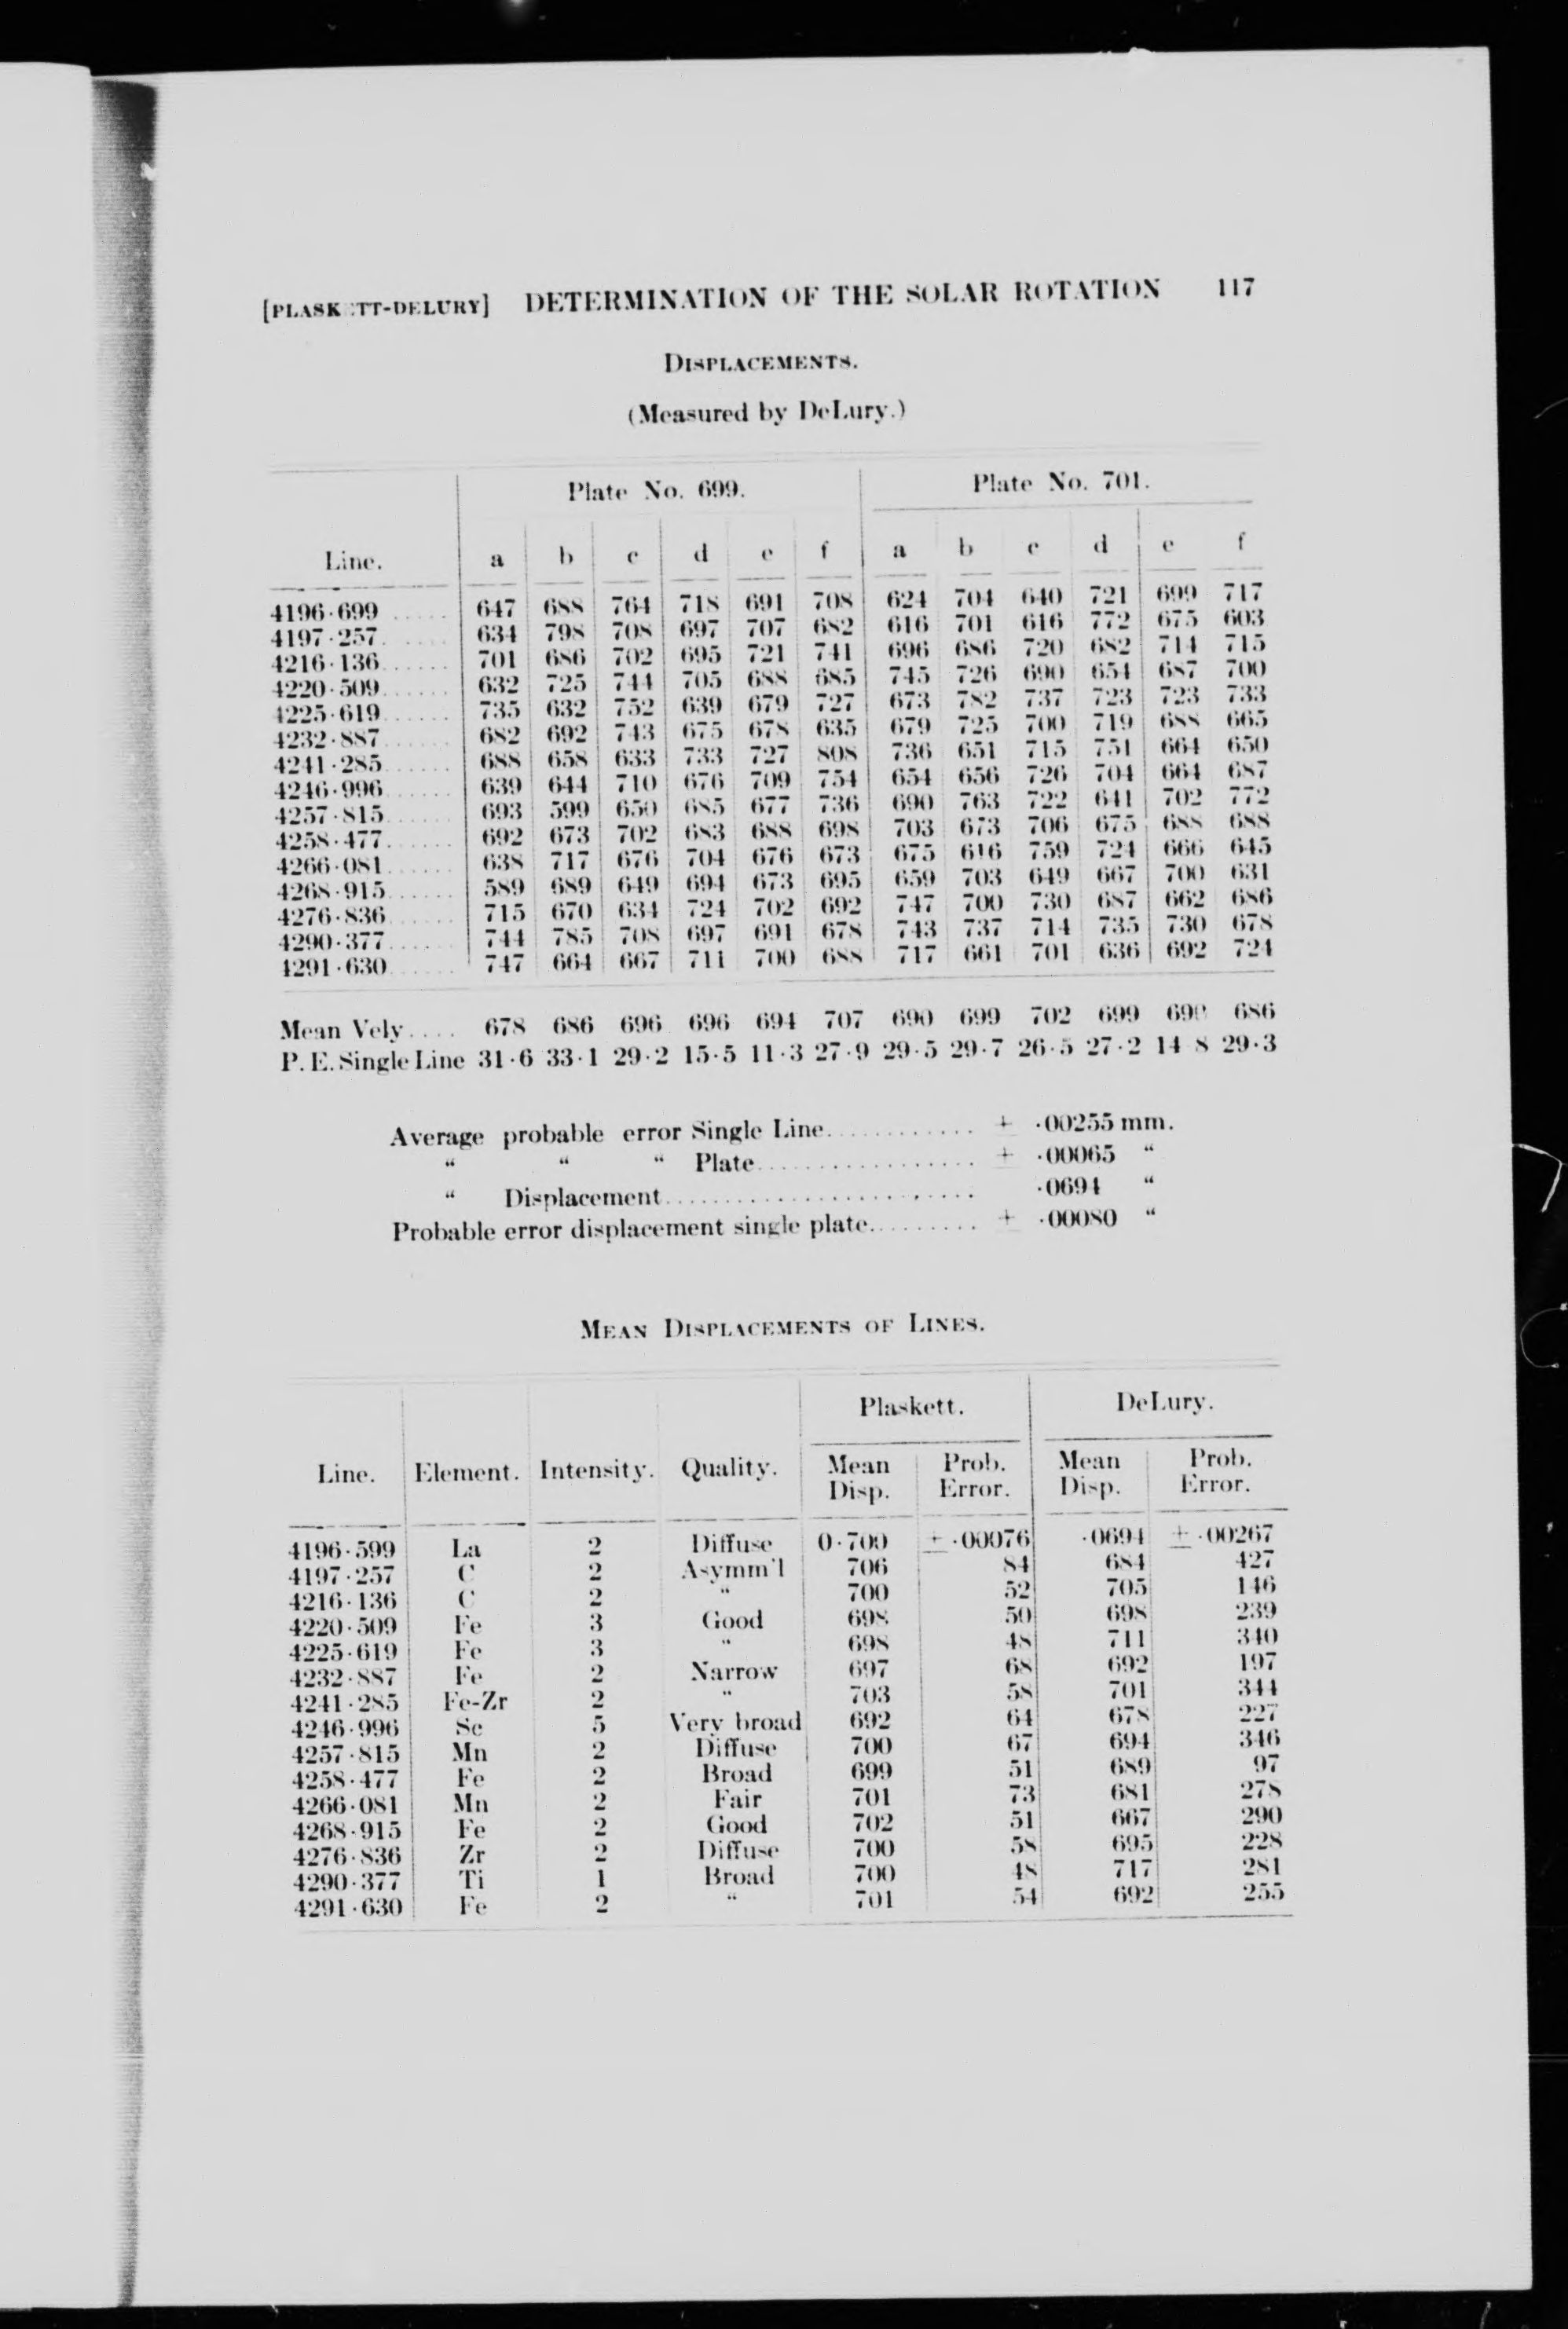 [PLASK TT-DELURY] DETERMINATION OF THE SOLAR ROTATION 117
DISPLACEMENTS.
(Measured by DeLury.)
Plate No. 699. Plate No. 701.
Line. a b c d e f a b c d e f
4196·699 ..... 647 688 764 718 691 708 624 704 640 721 699 717
4197·257...... 634 798 708 697 707 682 616 701 616 772 675 603
4216·136...... 701 686 702 695 721 741 696 686 720 682 714 715
4220·509...... 632 725 744 705 688 685 745 726 690 654 687 700
4225·619...... 735 632 752 639 679 727 673 782 737 723 723 733
4232·887...... 682 692 743 675 678 635 679 725 700 719 688 665
4241·285...... 688 658 633 733 727 808 736 651 715 751 664 650
4246·996...... 639 644 710 676 709 754 654 656 726 704 664 687
4257·815...... 693 599 650 685 677 736 690 763 722 641 702 772
4258·477...... 692 673 702 683 688 698 703 673 706 675 688 688
4266·081...... 638 717 676 704 676 673 675 616 759 724 666 645
4268·915...... 589 689 649 694 673 695 659 703 649 667 700 631
4276·836...... 715 670 634 724 702 692 747 700 730 687 662 686
4290·377...... 744 785 708 697 691 678 743 737 714 735 730 678
4291·630...... 747 664 667 711 700 688 717 661 701 636 692 724
Mean Vely.... 678 686 696 696 694 707 690 699 702 699 686
P. E. Single Line 31·6 33·1 29·2 15·5 11·3 27·9 29·5 29·7 26·5 27·2 14·8 29·3
Average probable error Single Line............ ± ·00255 mm.
“ “ “ Plate.................. ± ·00065 “
“ Displacement......................... ·0694 “
Probable error displacement single plate......... ± ·00080 “
MEAN DISPLACEMENTS OF LINES.
Plaskett. DeLury.
Line. Element. Intensity. Quality. Mean Disp. Prob. Error. Mean Disp. Prob. Error.
4196·599 La 2 Diffuse 0·700 ± ·00076 ·0694 ± ·00267
4197·257 C 2 Asymm'l 706 84 684 427
4216·136 C 2 “ 700 52 705 146
4220·509 Fe 3 Good 698 50 698 239
4225·619 Fe 3 “ 698 48 711 340
4232·887 Fe 2 Narrow 697 68 692 197
4241·285 Fe-Zr 2 “ 703 58 701 344
4246·996 Sc 5 Very broad 692 64 678 227
4257·815 Mn 2 Diffuse 700 67 694 346
4258·477 Fe 2 Broad 699 51 689 97
4266·081 Mn 2 Fair 701 73 681 278
4268·915 Fe 2 Good 702 51 667 290
4276·836 Zr 2 Diffuse 700 58 695 228
4290·377 Ti 1 Broad 700 48 717 281
4291·630 Fe 2 “ 701 54 692 255